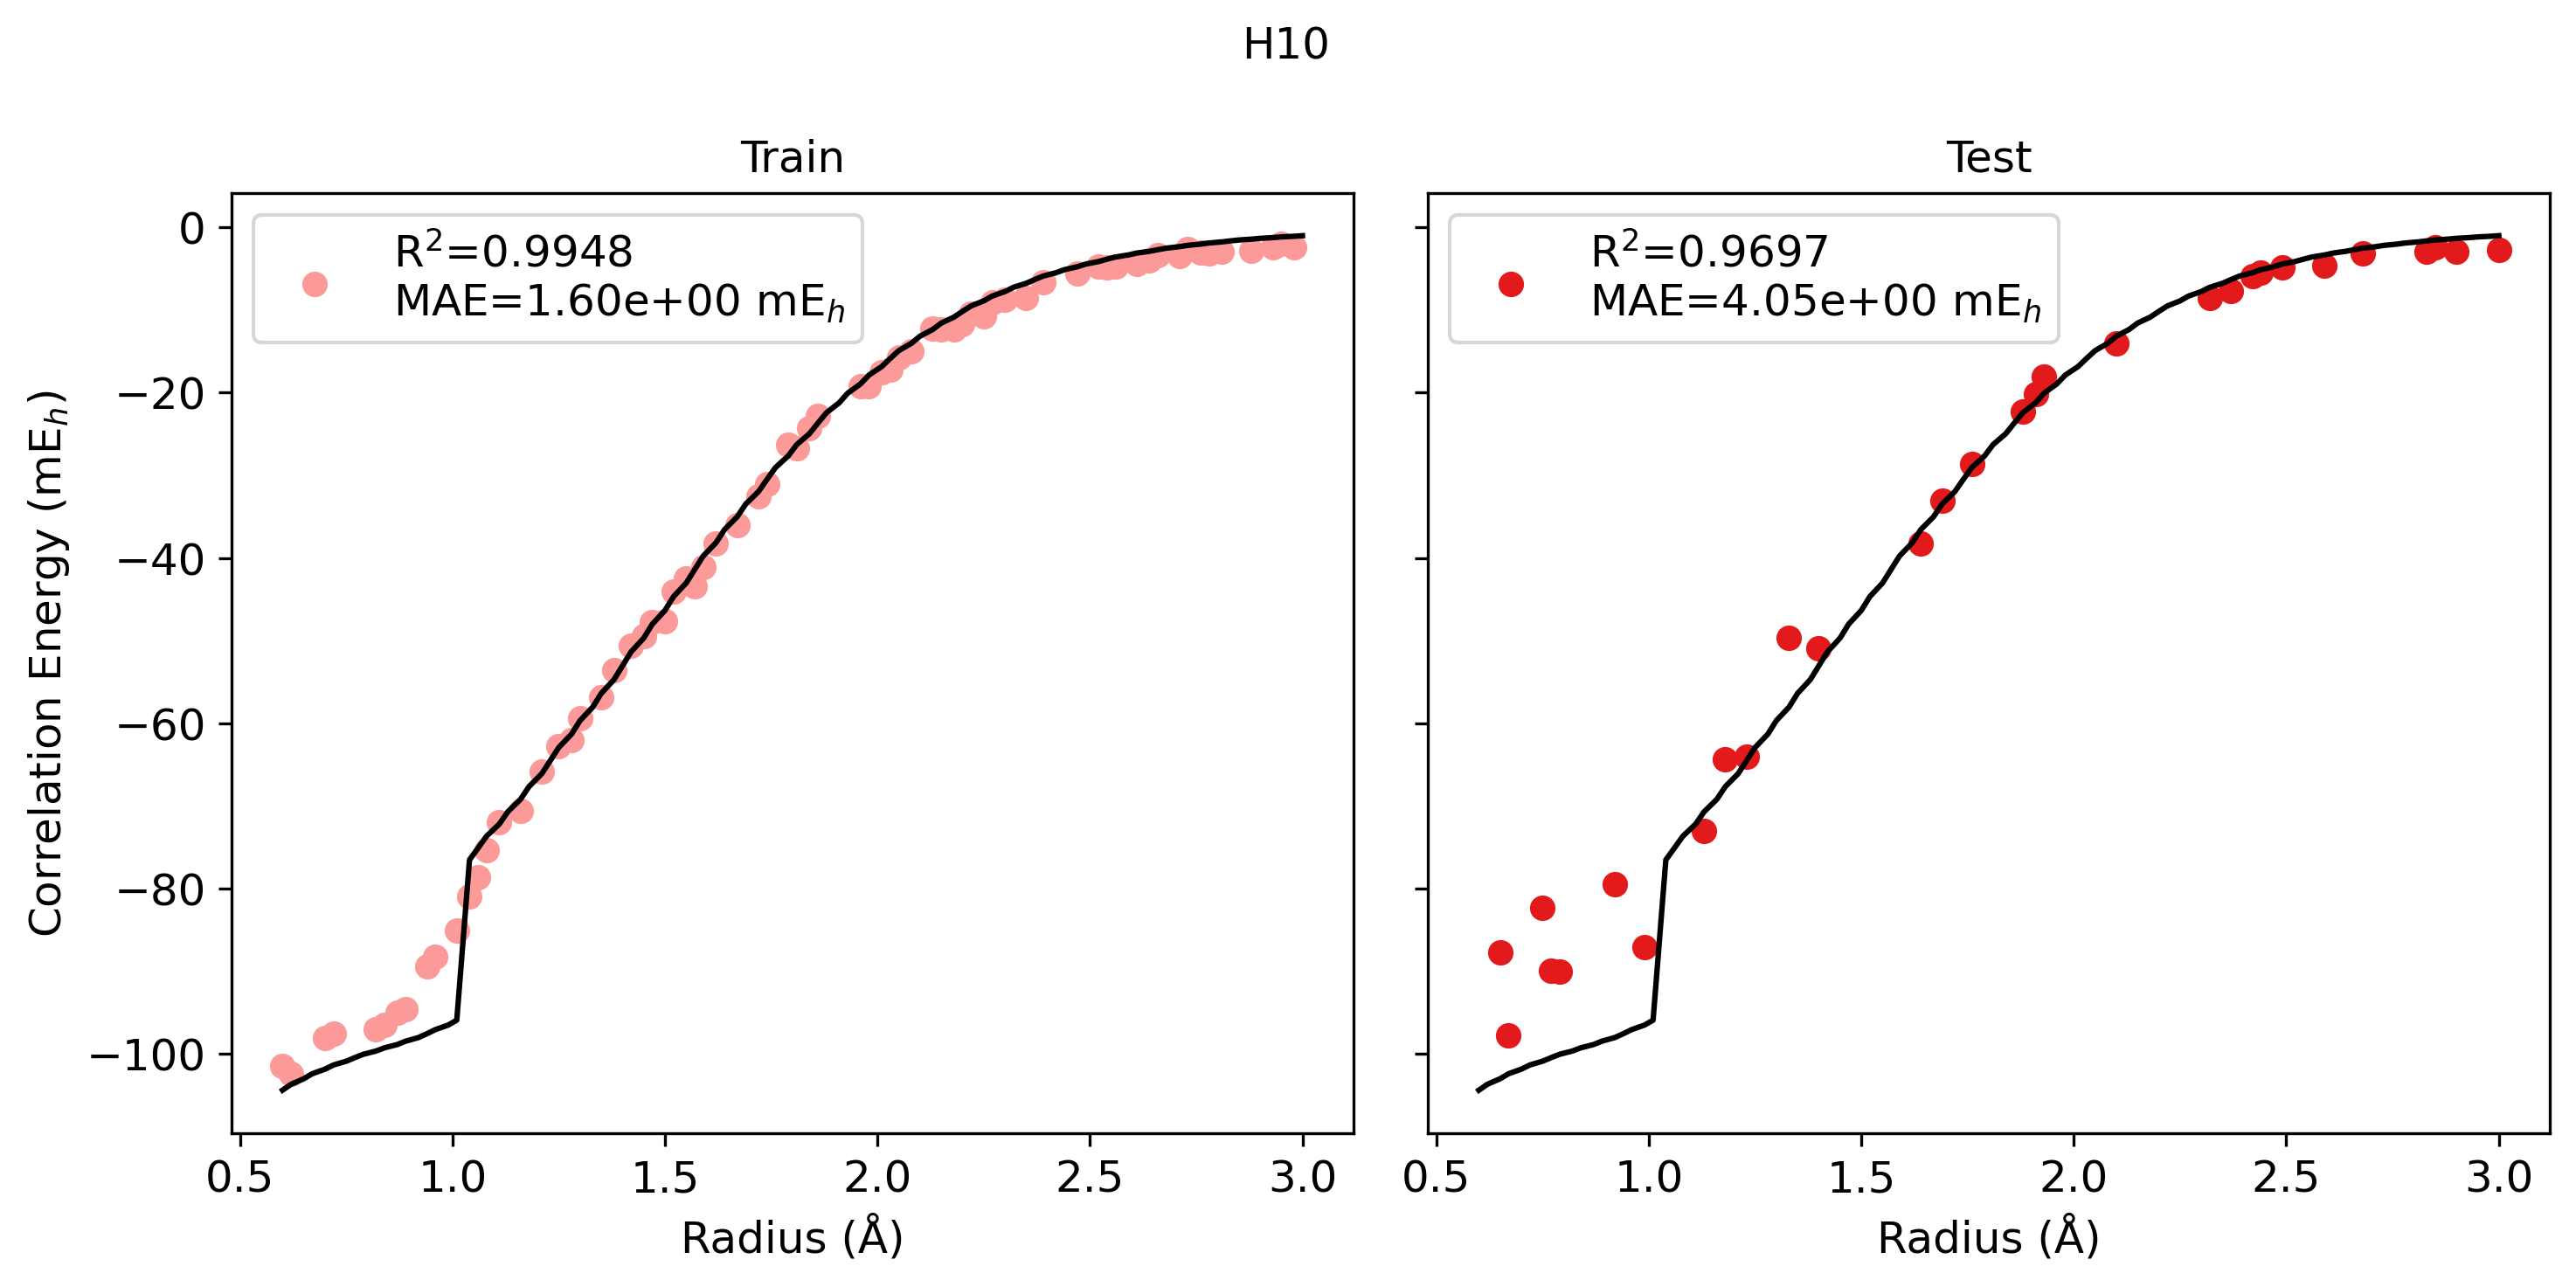 H10
Train
Test
R²=0.9948
MAE=1.60e+00 mEₕ
R²=0.9697
MAE=4.05e+00 mEₕ
Correlation Energy (mEₕ)
0
−20
−40
−60
−80
−100
0.5 1.0 1.5 2.0 2.5 3.0
0.5 1.0 1.5 2.0 2.5 3.0
Radius (Å)
Radius (Å)